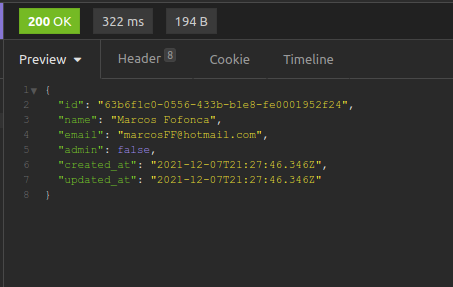 200 OK 322 ms 194 B
Preview Header 8 Cookie Timeline
1 {
2 "id": "63b6f1c0-0556-433b-b1e8-fe0001952f24",
3 "name": "Marcos Fofonca",
4 "email": "marcosFF@hotmail.com",
5 "admin": false,
6 "created_at": "2021-12-07T21:27:46.346Z",
7 "updated_at": "2021-12-07T21:27:46.346Z"
8 }